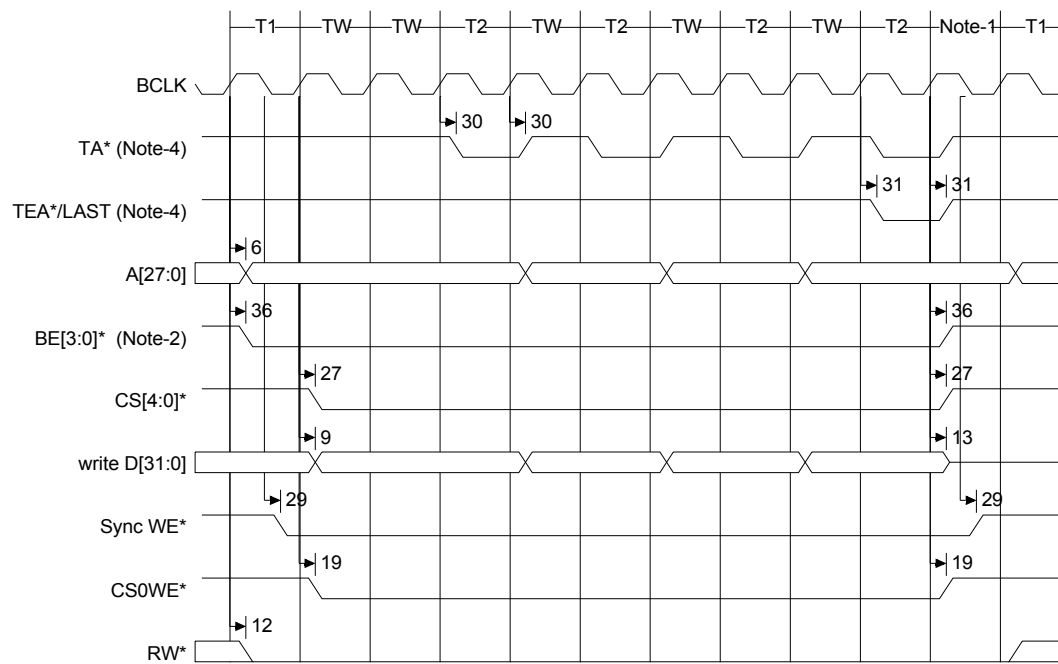 T1 TW TW T2 TW T2 TW T2 TW T2 Note-1 T1
BCLK
30 30
TA* (Note-4)
31 31
TEA*/LAST (Note-4)
6
A[27:0]
36 36
BE[3:0]* (Note-2)
27 27
CS[4:0]*
9 13
write D[31:0]
29 29
Sync WE*
19 19
CS0WE*
12
RW*